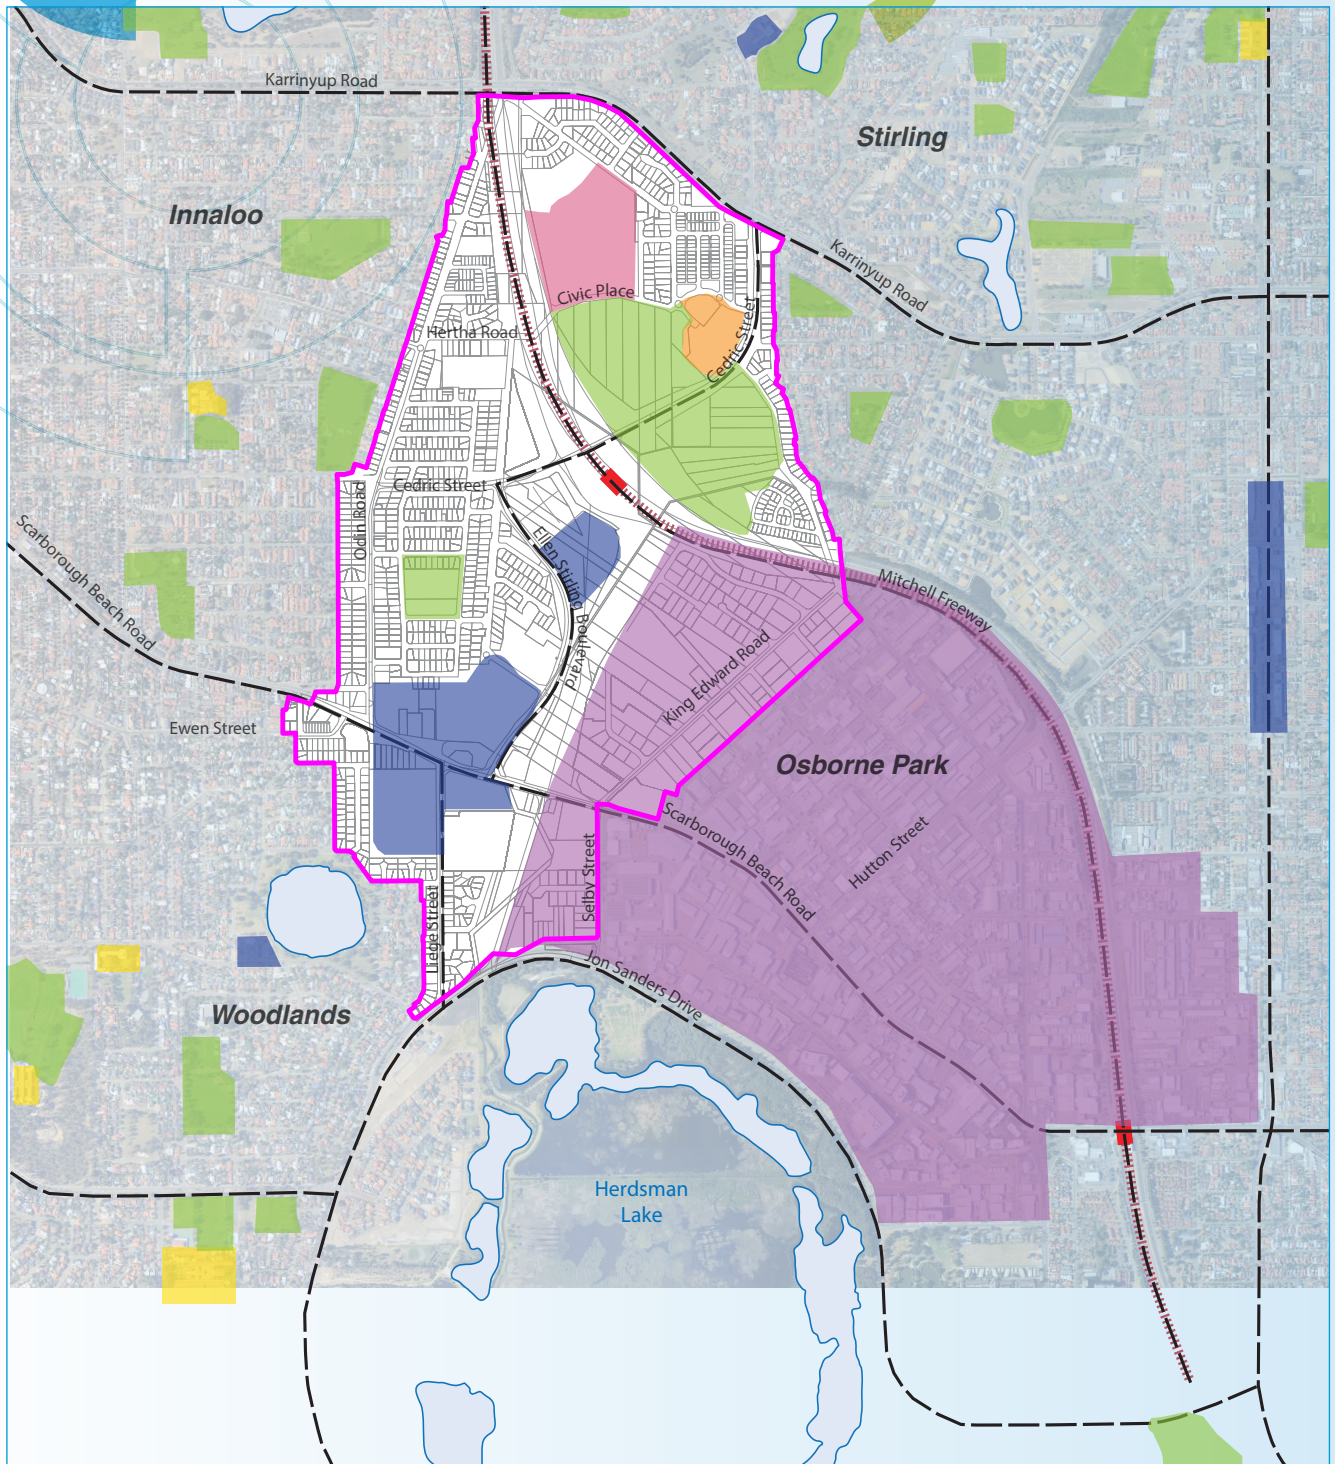 Karrinyup Road
Stirling
Innaloo
Karrinyup Road
Civic Place
Cedric Street
Hertha Road
Cedric Street
Odin Road
Scarborough Beach Road
Ellen Stirling Boulevard
Mitchell Freeway
King Edward Road
Ewen Street
Osborne Park
Scarborough Beach Road
Hutton Street
Selby Street
Liege Street
Jon Sanders Drive
Woodlands
Herdsman
Lake